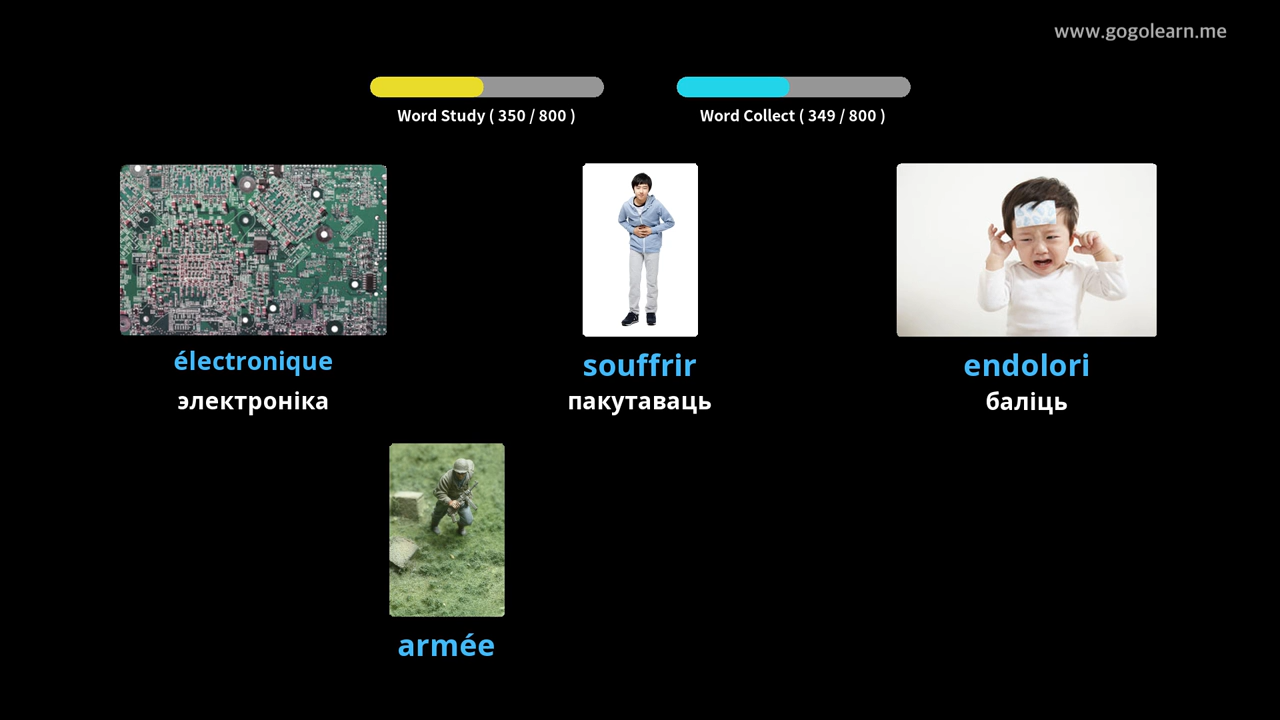 www.gogolearn.me
Word Study ( 350 / 800 )
Word Collect ( 349 / 800 )
électronique
электроніка
souffrir
пакутаваць
endolori
баліць
armée